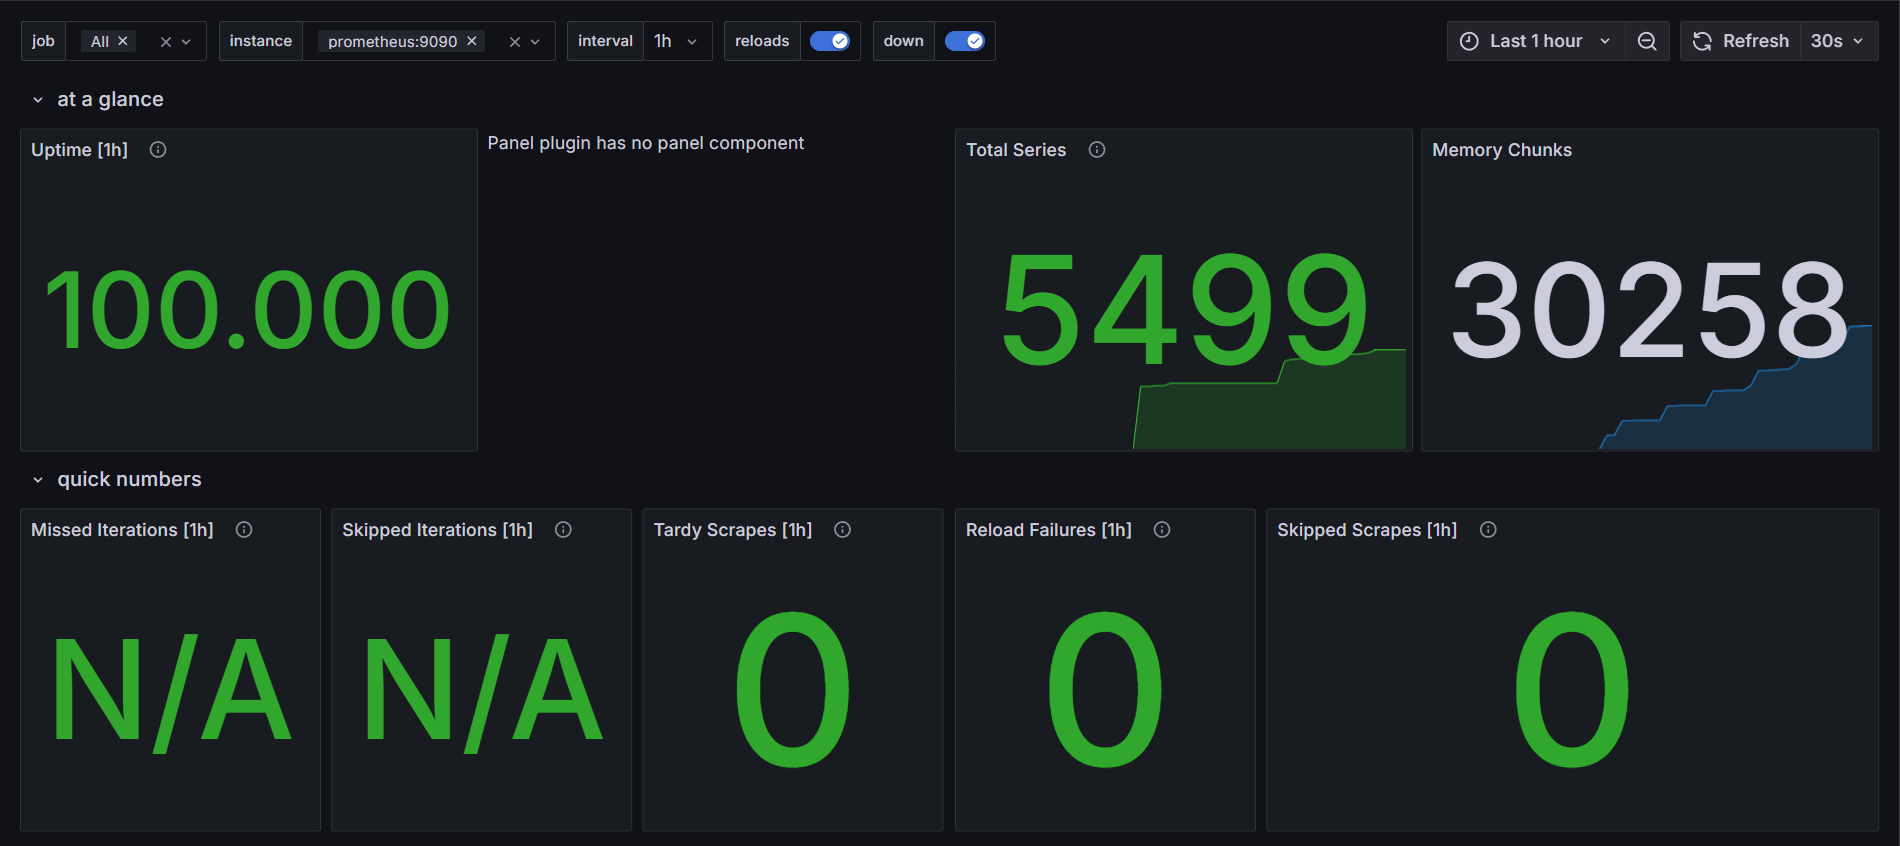 job All instance prometheus:9090 interval 1h reloads down Last 1 hour Refresh 30s
at a glance
Uptime [1h] Panel plugin has no panel component Total Series Memory Chunks
100.000 5499 30258
quick numbers
Missed Iterations [1h] Skipped Iterations [1h] Tardy Scrapes [1h] Reload Failures [1h] Skipped Scrapes [1h]
N/A N/A 0 0 0